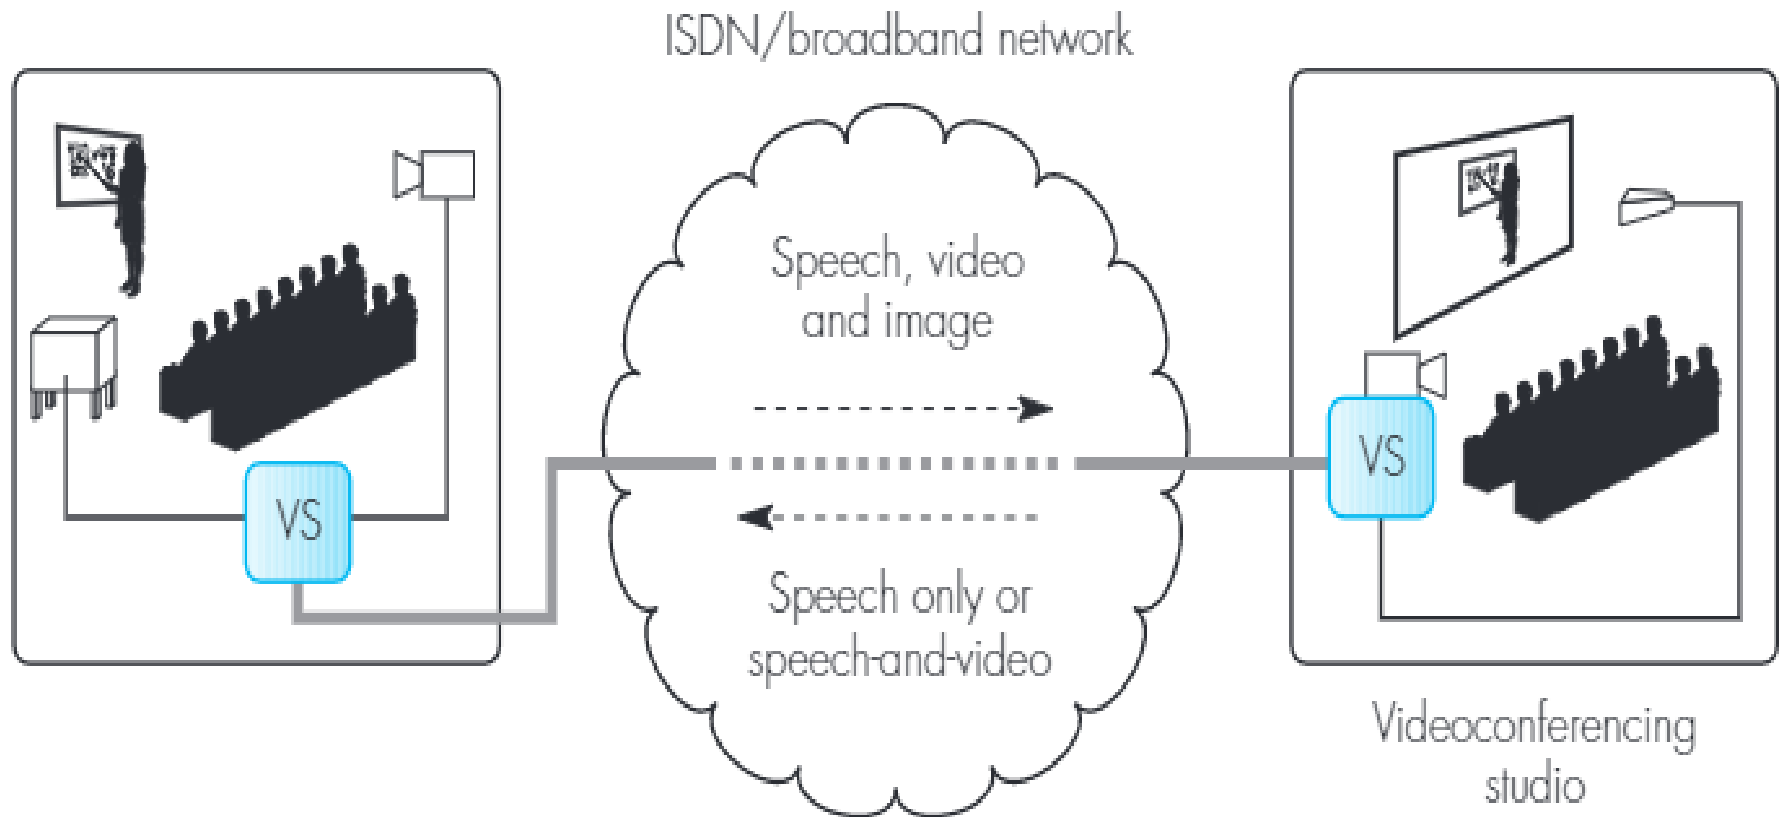 ISDN/broadband network
Speech, video
and image
VS
VS
Speech only or
speech-and-video
Videoconferencing
studio